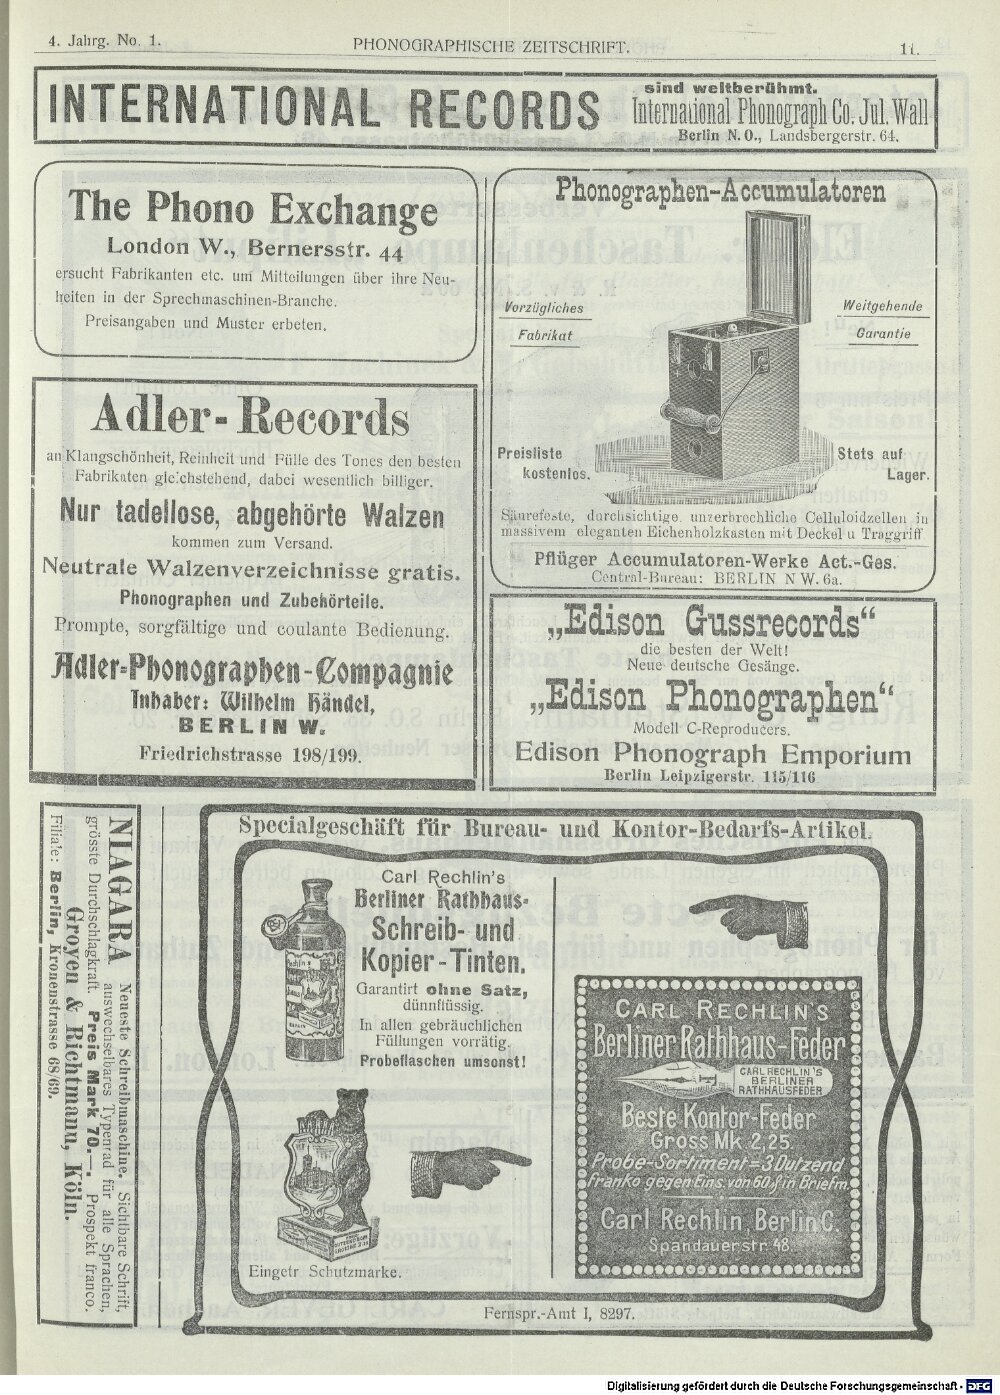 4. Jahrg. No. 1.
PHONOGRAPHISCHE ZEITSCHRIFT.
11.
INTERNATIONAL RECORDS
sind weltberühmt.
International Phonograph Co. Jul. Wall
Berlin N. O., Landsbergerstr. 64.
The Phono Exchange
London W., Bernersstr. 44
ersucht Fabrikanten etc. um Mitteilungen über ihre Neu-
heiten in der Sprechmaschinen-Branche.
Preisangaben und Muster erbeten.
Adler-Records
an Klangschönheit, Reinheit und Fülle des Tones den besten
Fabrikaten gleichstehend, dabei wesentlich billiger.
Nur tadellose, abgehörte Walzen
kommen zum Versand.
Neutrale Walzenverzeichnisse gratis.
Phonographen und Zubehörteile.
Prompte, sorgfältige und coulante Bedienung.
Adler-Phonographen-Compagnie
Inhaber: Wilhelm Händel,
BERLIN W.
Friedrichstrasse 198/199.
Phonographen-Accumulatoren
Vorzügliches
Fabrikat
Weitgehende
Garantie
Preisliste
kostenlos.
Stets auf
Lager.
Säurefeste, durchsichtige, unzerbrechliche Celluloidzellen in
massivem eleganten Eichenholzkasten mit Deckel u Traggriff
Pflüger Accumulatoren-Werke Act.-Ges.
Central-Bureau: BERLIN N W. 6a.
„Edison Gussrecords“
die besten der Welt!
Neue deutsche Gesänge.
„Edison Phonographen“
Modell C-Reproducers.
Edison Phonograph Emporium
Berlin Leipzigerstr. 115/116
NIAGARA Neueste Schreibmaschine. Sichtbare Schrift,
auswechselbares Typenrad für alle Sprachen,
grösste Durchschlagkraft. Preis Mark 70.—. Prospekt franco.
Groyen & Richtmann, Köln.
Filiale: Berlin, Kronenstrasse 68/69.
Specialgeschäft für Bureau- und Kontor-Bedarfs-Artikel.
Carl Rechlin's
Berliner Rathhaus-
Schreib- und
Kopier-Tinten.
Garantirt ohne Satz,
dünnflüssig.
In allen gebräuchlichen
Füllungen vorrätig.
Probeflaschen umsonst!
Eingetr Schutzmarke.
CARL RECHLIN'S
Berliner Rathhaus-Feder
CARL RECHLIN'S
BERLINER
RATHHAUSFEDER
Beste Kontor-Feder
Gross Mk 2,25
Probe-Sortiment=3 Dutzend
franko gegen Eins. von 60 in Briefm.
Carl Rechlin, Berlin C.
Spandauerstr. 48
Fernspr.-Amt I, 8297.
Digitalisierung gefördert durch die Deutsche Forschungsgemeinschaft - DFG